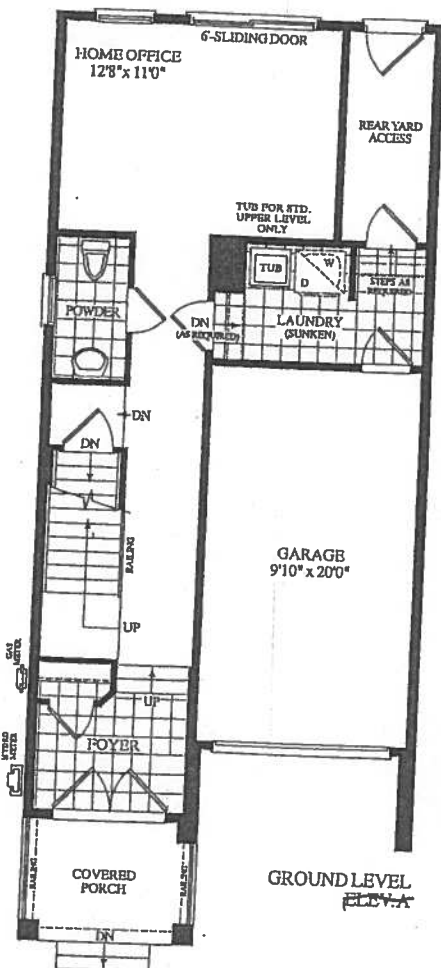 HOME OFFICE
12'8" x 11'0"
6'-SLIDING DOOR
REAR YARD
ACCESS
TUB FOR STD.
UPPER LEVEL
ONLY
TUB
W
D
STEPS AS
REQUIRED
POWDER
DN
(AS REQUIRED)
LAUNDRY
(SUNKEN)
DN
DN
RAILING
GARAGE
9'10" x 20'0"
UP
GAS
METER
UP
FOYER
HYDRO
METER
RAILING
COVERED
PORCH
RAILING
DN
GROUND LEVEL
ELEV. A